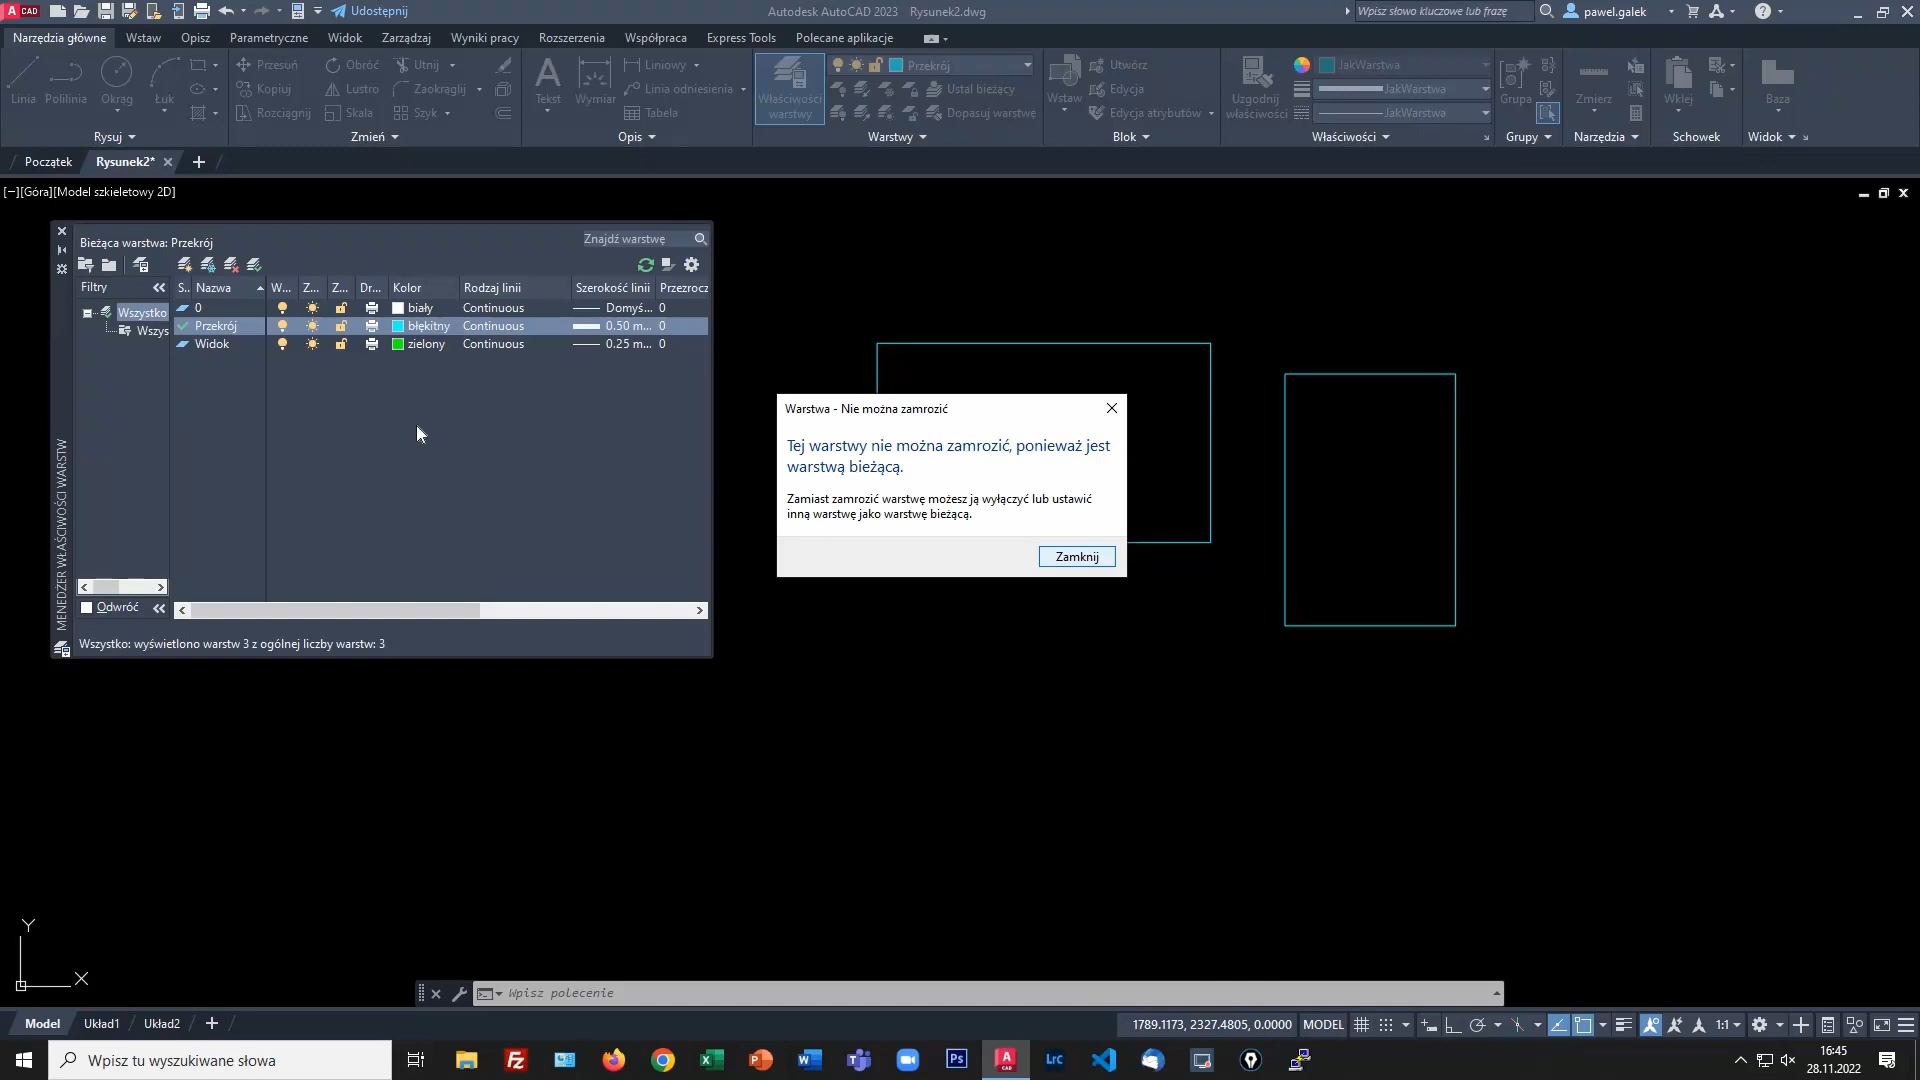 A CAD
Udostępnij
Autodesk AutoCAD 2023 Rysunek2.dwg
Wpisz słowo kluczowe lub frazę
pawel.galek
Narzędzia główne Wstaw Opisz Parametryczne Widok Zarządzaj Wyniki pracy Rozszerzenia Współpraca Express Tools Polecane aplikacje
Linia Polilinia Okrąg Łuk
Rysuj
Przesuń Obróć Utnij
Kopiuj Lustro Zaokrąglij
Rozciągnij Skala Szyk
Zmień
Tekst Wymiar
Liniowy
Linia odniesienia
Tabela
Opis
Właściwości warstwy
Przekrój
Ustal bieżący
Dopasuj warstwę
Warstwy
Wstaw
Utwórz
Edycja
Edycja atrybutów
Blok
Uzgodnij właściwości
JakWarstwa
JakWarstwa
JakWarstwa
Właściwości
Grupa
Grupy
Zmierz
Narzędzia
Wklej
Schowek
Baza
Widok
Początek Rysunek2*
[−][Góra][Model szkieletowy 2D]
Bieżąca warstwa: Przekrój
Znajdź warstwę
Filtry
S.. Nazwa W... Z... Z... Dr... Kolor Rodzaj linii Szerokość linii Przezrocz
Wszystko
Wszys
0 biały Continuous Domyś... 0
Przekrój błękitny Continuous 0.50 m... 0
Widok zielony Continuous 0.25 m... 0
Odwróć
Wszystko: wyświetlono warstw 3 z ogólnej liczby warstw: 3
MENEDŻER WŁAŚCIWOŚCI WARSTW
Warstwa - Nie można zamrozić
Tej warstwy nie można zamrozić, ponieważ jest
warstwą bieżącą.
Zamiast zamrozić warstwę możesz ją wyłączyć lub ustawić
inną warstwę jako warstwę bieżącą.
Zamknij
Y
X
Wpisz polecenie
Model Układ1 Układ2
1789.1173, 2327.4805, 0.0000 MODEL
1:1
Wpisz tu wyszukiwane słowa
Fz
Ps
A CAD
Lrc
16:45
28.11.2022